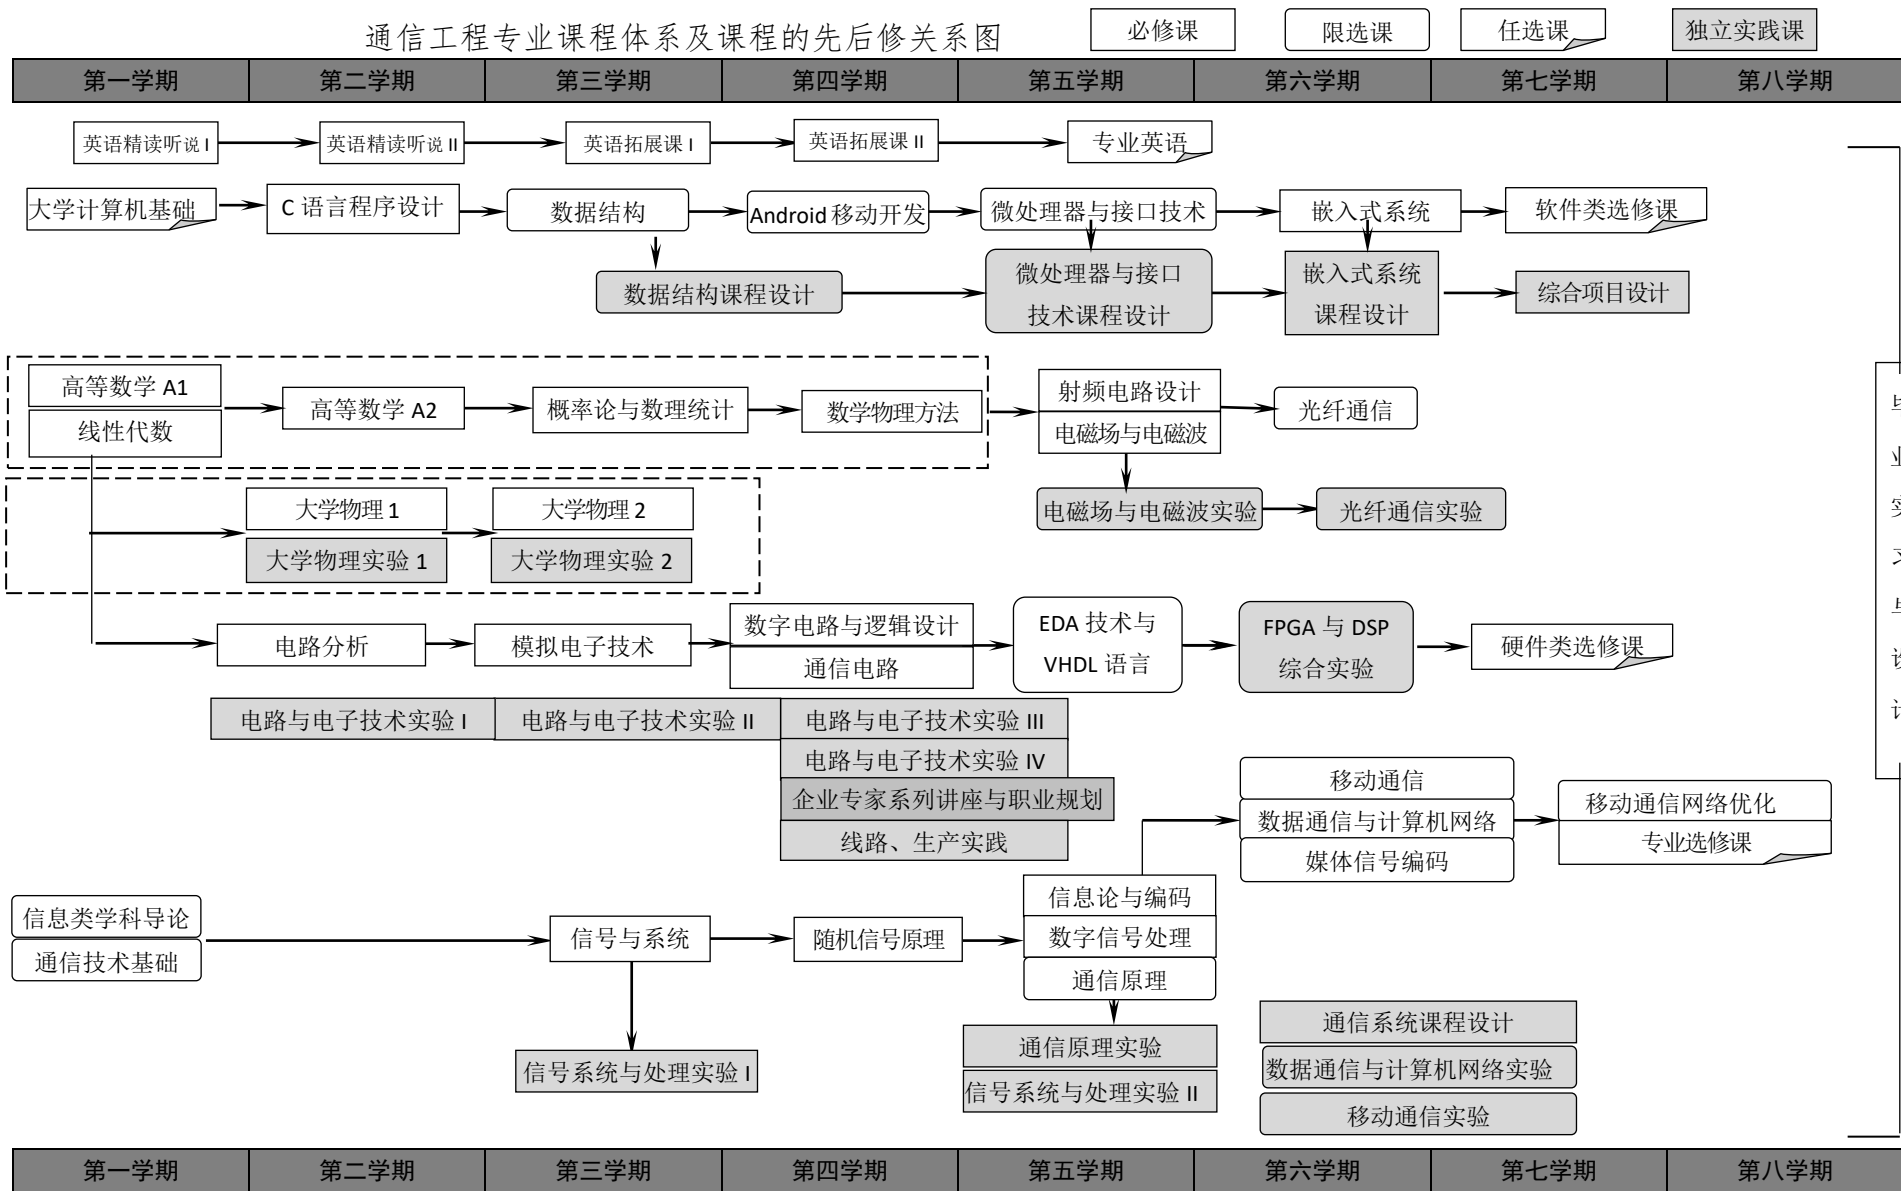 通信工程专业课程体系及课程的先后修关系图
必修课
限选课
任选课
独立实践课
第一学期
第二学期
第三学期
第四学期
第五学期
第六学期
第七学期
第八学期
英语精读听说 I
英语精读听说 II
英语拓展课 I
英语拓展课 II
专业英语
大学计算机基础
C 语言程序设计
数据结构
Android 移动开发
微处理器与接口技术
嵌入式系统
软件类选修课
数据结构课程设计
微处理器与接口
技术课程设计
嵌入式系统
课程设计
综合项目设计
高等数学 A1
线性代数
高等数学 A2
概率论与数理统计
数学物理方法
射频电路设计
电磁场与电磁波
光纤通信
大学物理 1
大学物理 2
电磁场与电磁波实验
光纤通信实验
大学物理实验 1
大学物理实验 2
电路分析
模拟电子技术
数字电路与逻辑设计
通信电路
EDA 技术与
VHDL 语言
FPGA 与 DSP
综合实验
硬件类选修课
电路与电子技术实验 I
电路与电子技术实验 II
电路与电子技术实验 III
电路与电子技术实验 IV
企业专家系列讲座与职业规划
线路、生产实践
移动通信
数据通信与计算机网络
媒体信号编码
移动通信网络优化
专业选修课
信息类学科导论
通信技术基础
信号与系统
随机信号原理
信息论与编码
数字信号处理
通信原理
信号系统与处理实验 I
通信原理实验
信号系统与处理实验 II
通信系统课程设计
数据通信与计算机网络实验
移动通信实验
第一学期
第二学期
第三学期
第四学期
第五学期
第六学期
第七学期
第八学期